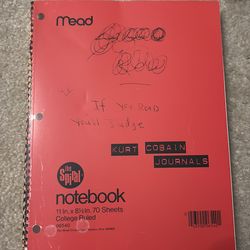 Mead
If you Read
You'll Judge
KURT COBAIN
JOURNALS
the
Spiral
notebook
11 in. x 8½ in. 70 Sheets
College Ruled
06540